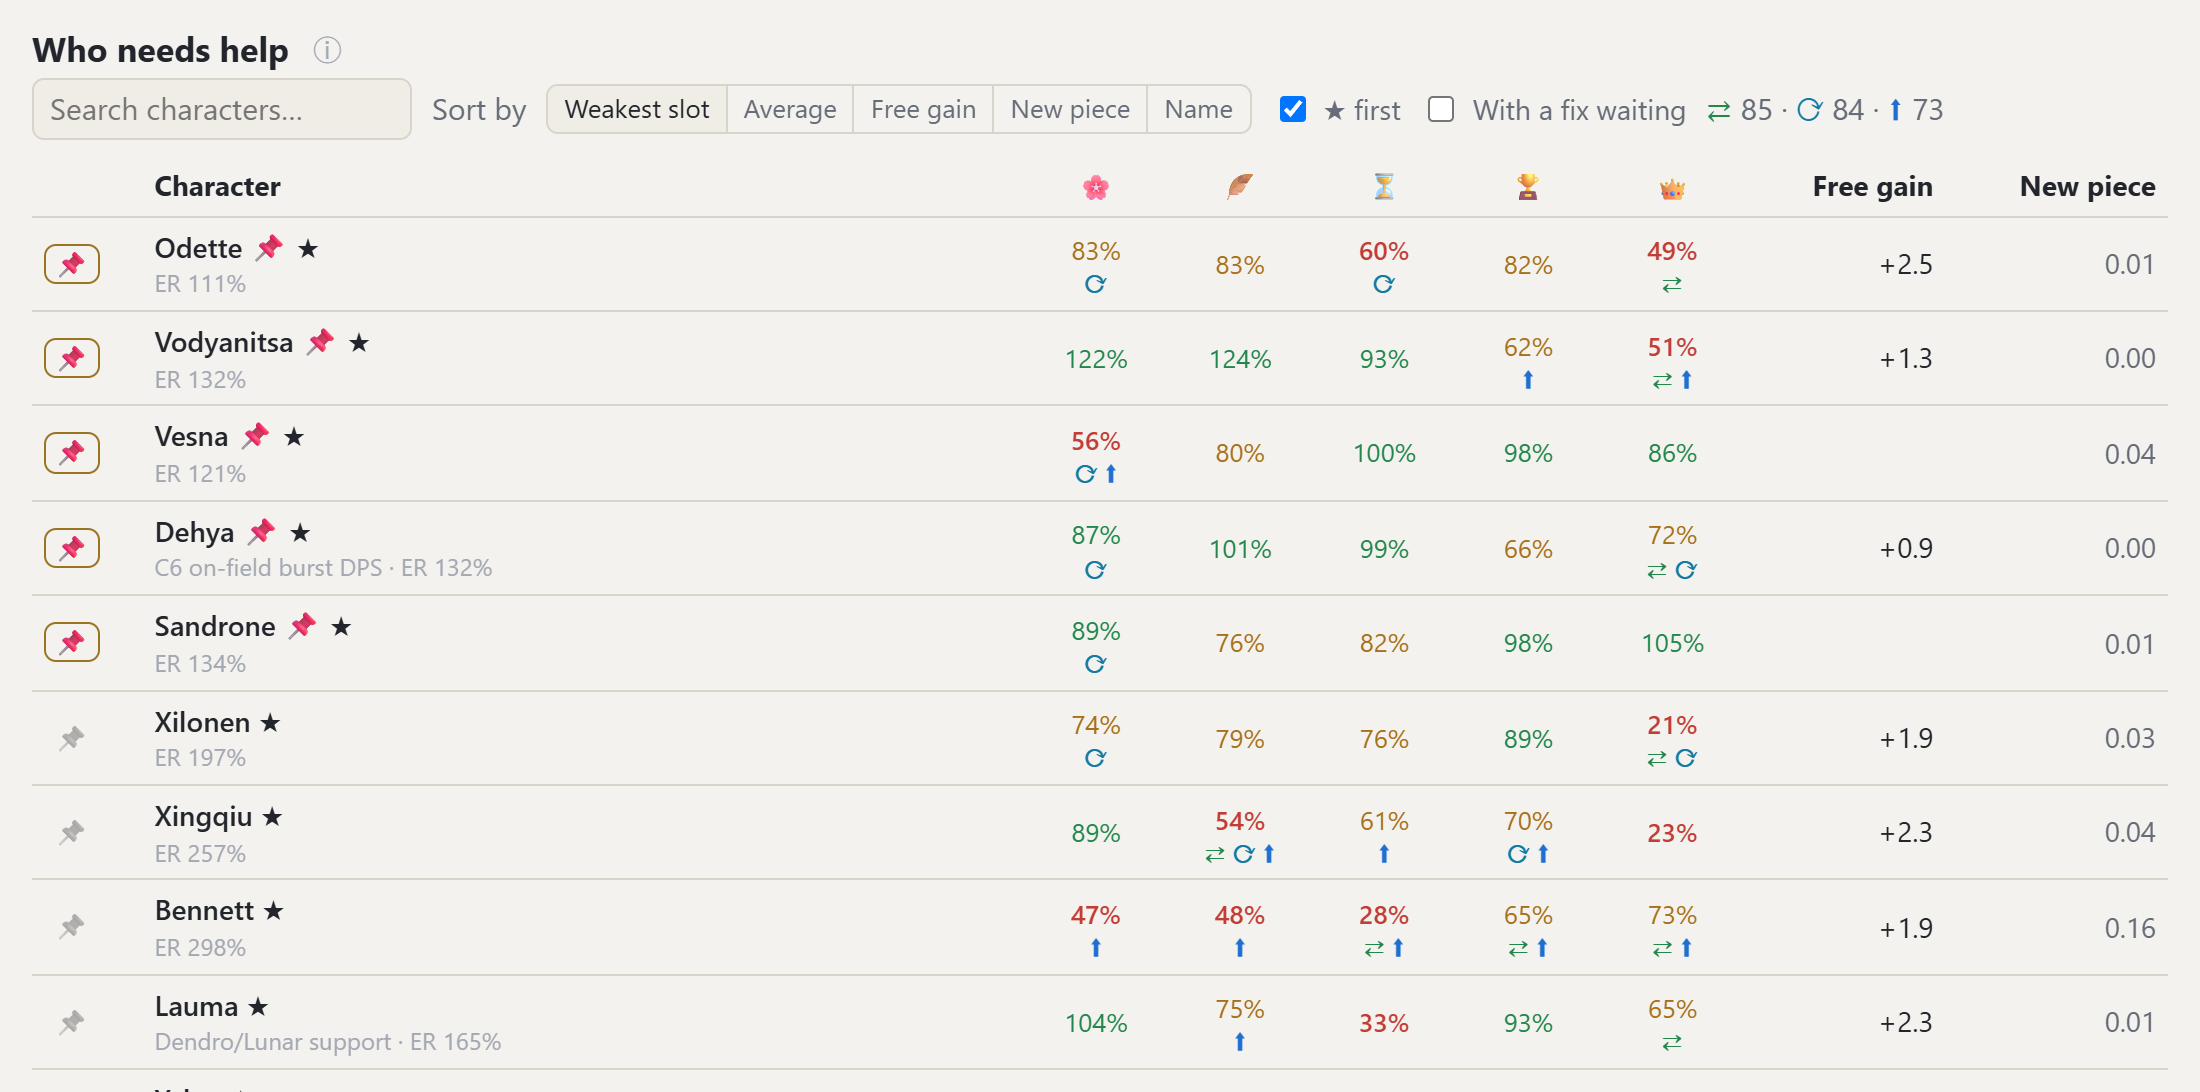 Who needs help
Search characters...
Sort by Weakest slot Average Free gain New piece Name ★ first With a fix waiting ⇄ 85 · ⟳ 84 · ⬆ 73
Character Free gain New piece
Odette ★
ER 111%
83% 83% 60% 82% 49% +2.5 0.01
Vodyanitsa ★
ER 132%
122% 124% 93% 62% 51% +1.3 0.00
Vesna ★
ER 121%
56% 80% 100% 98% 86% 0.04
Dehya ★
C6 on-field burst DPS · ER 132%
87% 101% 99% 66% 72% +0.9 0.00
Sandrone ★
ER 134%
89% 76% 82% 98% 105% 0.01
Xilonen ★
ER 197%
74% 79% 76% 89% 21% +1.9 0.03
Xingqiu ★
ER 257%
89% 54% 61% 70% 23% +2.3 0.04
Bennett ★
ER 298%
47% 48% 28% 65% 73% +1.9 0.16
Lauma ★
Dendro/Lunar support · ER 165%
104% 75% 33% 93% 65% +2.3 0.01